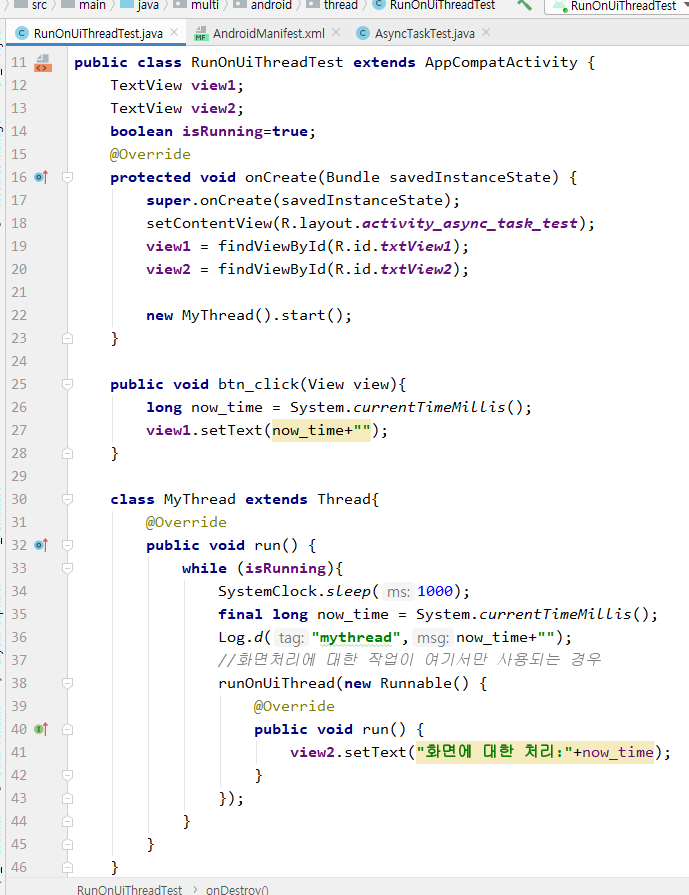 src main java multi android thread RunOnUiThreadTest RunOnUiThreadTest
RunOnUiThreadTest.java AndroidManifest.xml AsyncTaskTest.java
11 public class RunOnUiThreadTest extends AppCompatActivity {
12 TextView view1;
13 TextView view2;
14 boolean isRunning=true;
15 @Override
16 protected void onCreate(Bundle savedInstanceState) {
17 super.onCreate(savedInstanceState);
18 setContentView(R.layout.activity_async_task_test);
19 view1 = findViewById(R.id.txtView1);
20 view2 = findViewById(R.id.txtView2);
21
22 new MyThread().start();
23 }
24
25 public void btn_click(View view){
26 long now_time = System.currentTimeMillis();
27 view1.setText(now_time+"");
28 }
29
30 class MyThread extends Thread{
31 @Override
32 public void run() {
33 while (isRunning){
34 SystemClock.sleep( ms: 1000);
35 final long now_time = System.currentTimeMillis();
36 Log.d( tag: "mythread", msg: now_time+"");
37 //화면처리에 대한 작업이 여기서만 사용되는 경우
38 runOnUiThread(new Runnable() {
39 @Override
40 public void run() {
41 view2.setText("화면에 대한 처리:"+now_time);
42 }
43 });
44 }
45 }
46 }
RunOnUiThreadTest › onDestroy()